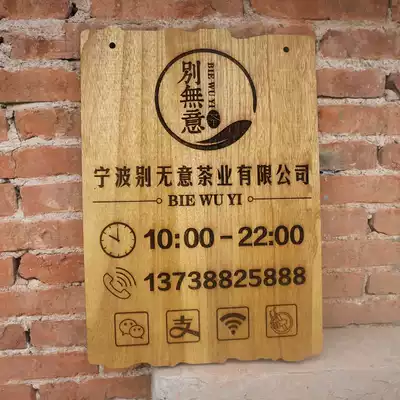 別無意
BIE WU YI
茶
宁波别无意茶业有限公司
BIE WU YI
10:00-22:00
13738825888
支